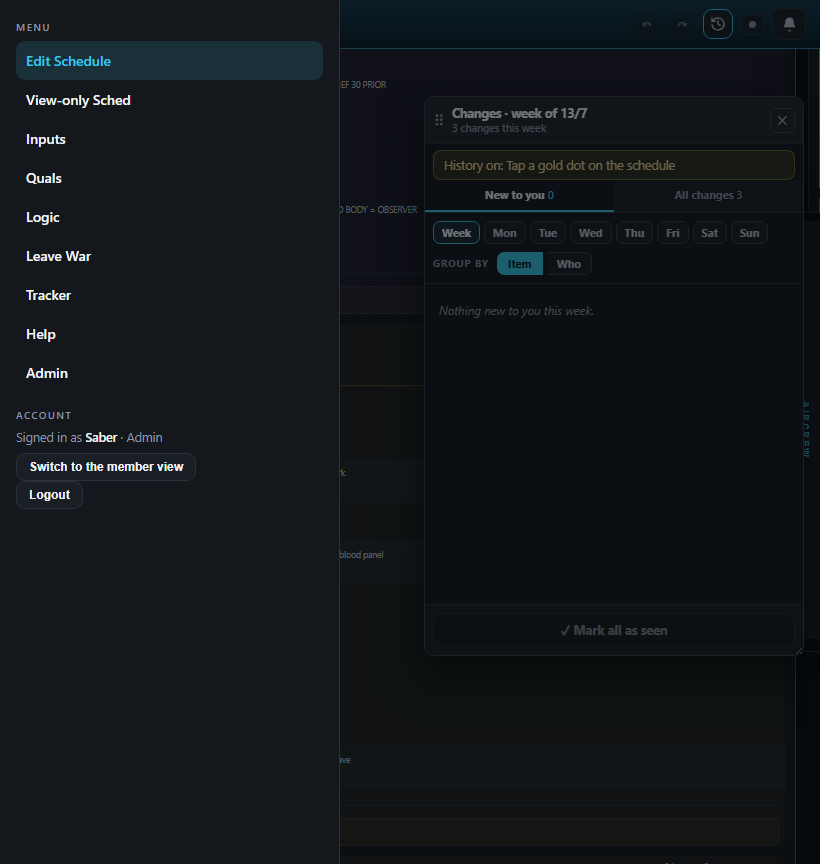 MENU
Edit Schedule
View-only Sched
Inputs
Quals
Logic
Leave War
Tracker
Help
Admin
ACCOUNT
Signed in as Saber · Admin
Switch to the member view
Logout
EF 30 PRIOR
D BODY = OBSERVER
blood panel
Changes - week of 13/7
3 changes this week
History on: Tap a gold dot on the schedule
New to you 0
All changes 3
Week Mon Tue Wed Thu Fri Sat Sun
GROUP BY Item Who
Nothing new to you this week.
✓ Mark all as seen
AIRCREW